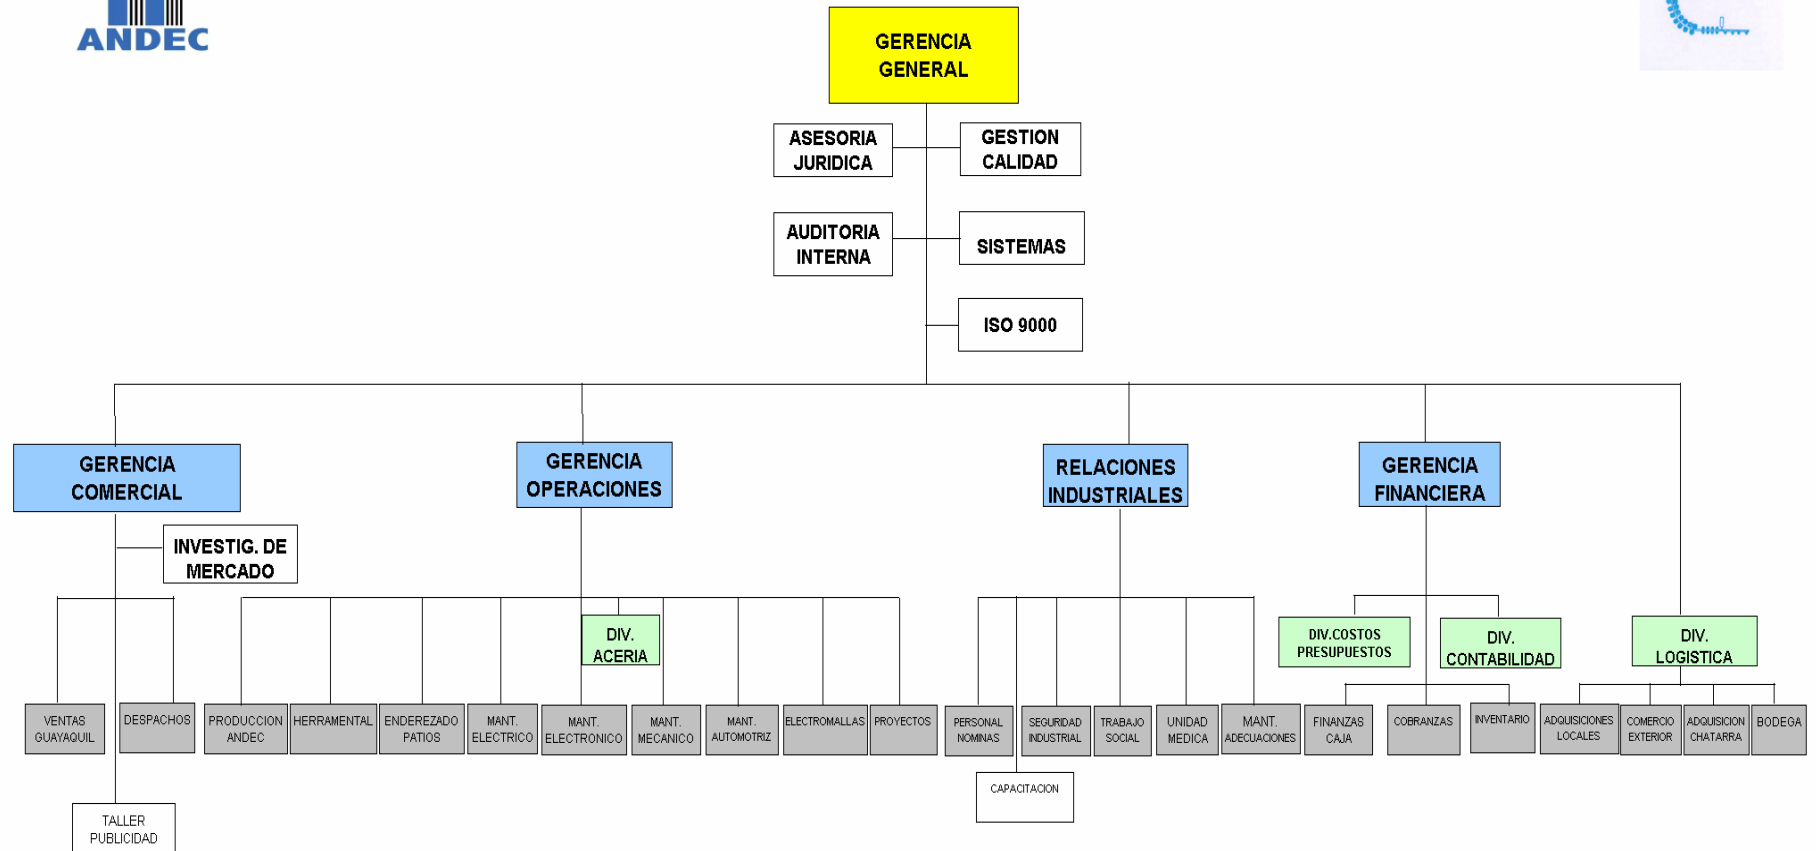 ANDEC
GERENCIA
GENERAL
ASESORIA
JURIDICA
GESTION
CALIDAD
AUDITORIA
INTERNA
SISTEMAS
ISO 9000
GERENCIA
COMERCIAL
GERENCIA
OPERACIONES
RELACIONES
INDUSTRIALES
GERENCIA
FINANCIERA
INVESTIG. DE
MERCADO
DIV.
ACERIA
DIV.COSTOS
PRESUPUESTOS
DIV.
CONTABILIDAD
DIV.
LOGISTICA
VENTAS
GUAYAQUIL
DESPACHOS
PRODUCCION
ANDEC
HERRAMENTAL
ENDEREZADO
PATIOS
MANT.
ELECTRICO
MANT.
ELECTRONICO
MANT.
MECANICO
MANT.
AUTOMOTRIZ
ELECTROMALLAS
PROYECTOS
PERSONAL
NOMINAS
SEGURIDAD
INDUSTRIAL
TRABAJO
SOCIAL
UNIDAD
MEDICA
MANT.
ADECUACIONES
FINANZAS
CAJA
COBRANZAS
INVENTARIO
ADQUISICIONES
LOCALES
COMERCIO
EXTERIOR
ADQUISICION
CHATARRA
BODEGA
CAPACITACION
TALLER
PUBLICIDAD